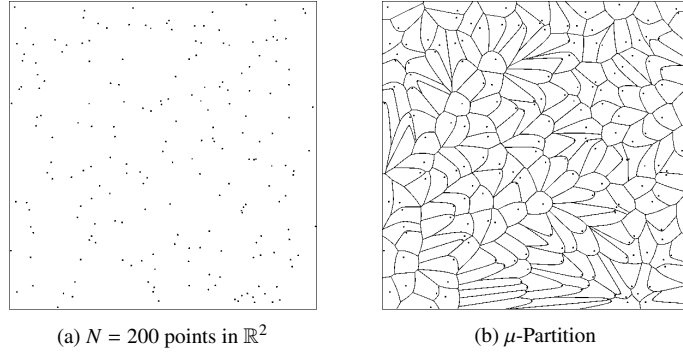 (a) N = 200 points in ℝ²
(b) μ-Partition